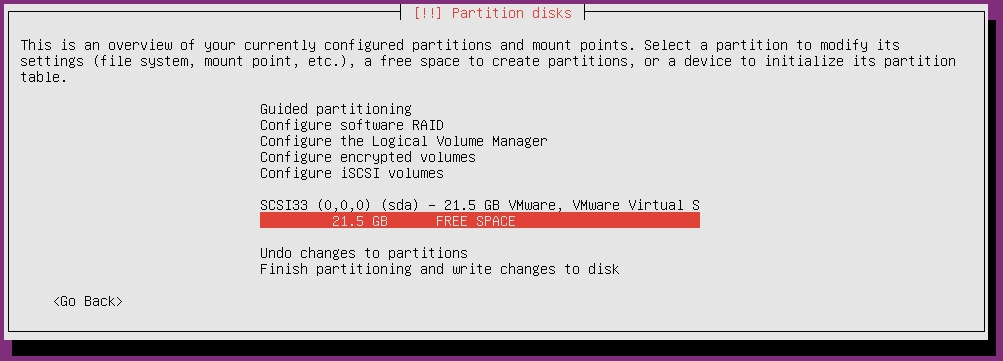 [!!] Partition disks
This is an overview of your currently configured partitions and mount points. Select a partition to modify its
settings (file system, mount point, etc.), a free space to create partitions, or a device to initialize its partition
table.
Guided partitioning
Configure software RAID
Configure the Logical Volume Manager
Configure encrypted volumes
Configure iSCSI volumes
SCSI33 (0,0,0) (sda) - 21.5 GB VMware, VMware Virtual S
21.5 GB FREE SPACE
Undo changes to partitions
Finish partitioning and write changes to disk
<Go Back>